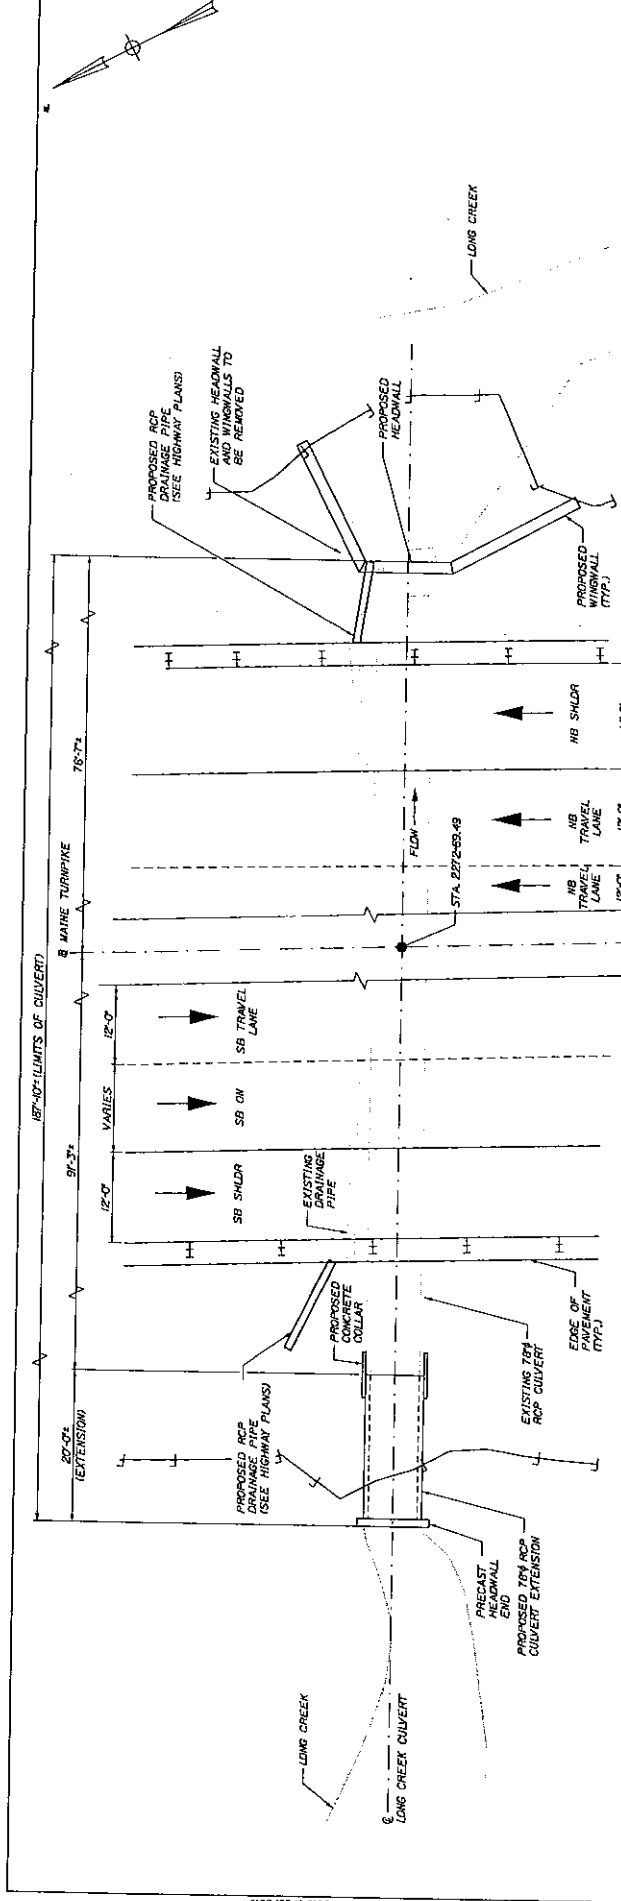 LONG CREEK
PROPOSED RCP
DRAINAGE PIPE
(SEE HIGHWAY PLANS)
EXISTING HEADWALL
AND WINGWALLS TO
BE REMOVED
PROPOSED
HEADWALL
PROPOSED
WINGWALL
(TYP.)
187'-10"± (LIMITS OF CULVERT)
76'-7"±
MAINE TURNPIKE
91'-3"±
20'-0"±
(EXTENSION)
NB SHLDR
NB
TRAVEL
LANE
NB
TRAVEL
LANE
12'-0"
FLOW
STA. 2272+69.49
12'-0"
VARIES
12'-0"
SB TRAVEL
LANE
SB ON
SB SHLDR
EXISTING
DRAINAGE
PIPE
PROPOSED
CONCRETE
COLLAR
EDGE OF
PAVEMENT
(TYP.)
EXISTING 78"φ
RCP CULVERT
PROPOSED RCP
DRAINAGE PIPE
(SEE HIGHWAY PLANS)
PRECAST
HEADWALL
END
PROPOSED 78"φ RCP
CULVERT EXTENSION
LONG CREEK
LONG CREEK CULVERT